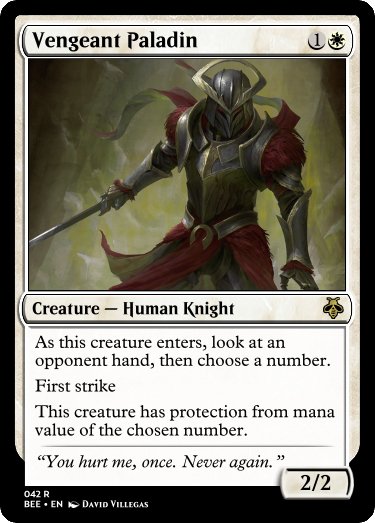 Vengeant Paladin 1
Creature — Human Knight
As this creature enters, look at an
opponent hand, then choose a number.
First strike
This creature has protection from mana
value of the chosen number.
“You hurt me, once. Never again.”
2/2
042 R
BEE • EN DAVID VILLEGAS